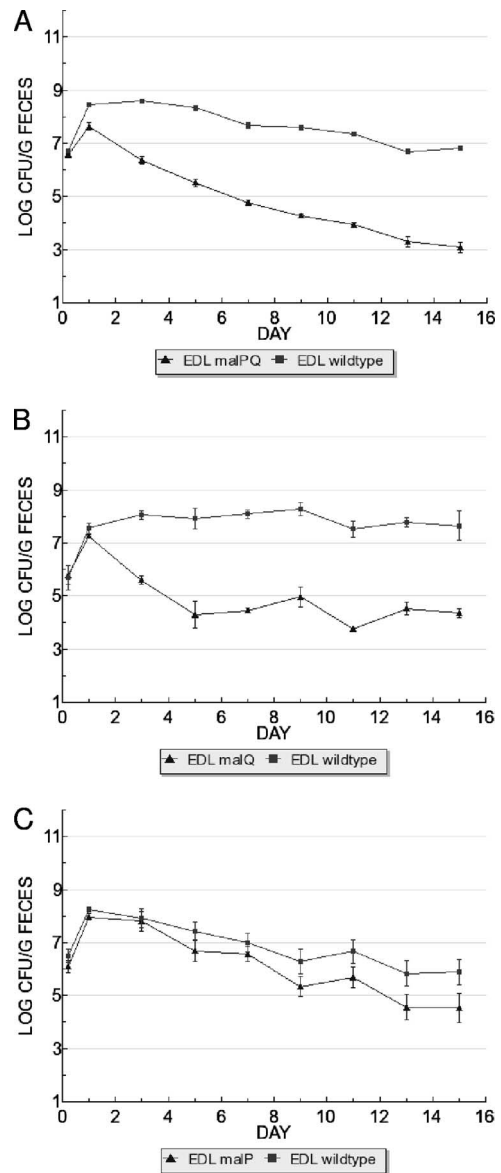 A
LOG CFU/G FECES
11
9
7
5
3
1
0 2 4 6 8 10 12 14 16
DAY
EDL malPQ EDL wildtype
B
LOG CFU/G FECES
11
9
7
5
3
1
0 2 4 6 8 10 12 14 16
DAY
EDL malQ EDL wildtype
C
LOG CFU/G FECES
11
9
7
5
3
1
0 2 4 6 8 10 12 14 16
DAY
EDL malP EDL wildtype